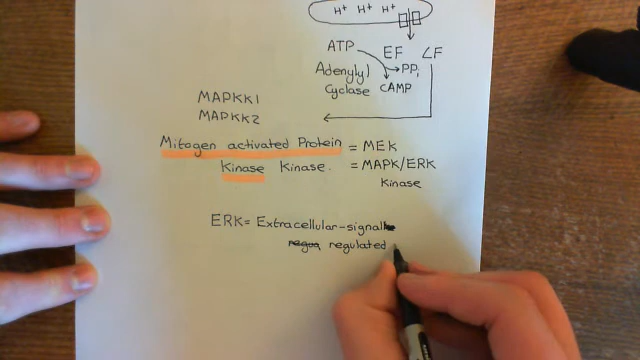 H+ H+ H+
ATP
EF LF
Adenylyl Cyclase
PPi
cAMP
MAPKK1
MAPKK2
Mitogen activated Protein = MEK
Kinase Kinase. = MAPK/ERK
Kinase
ERK = Extracellular-signal
regulated